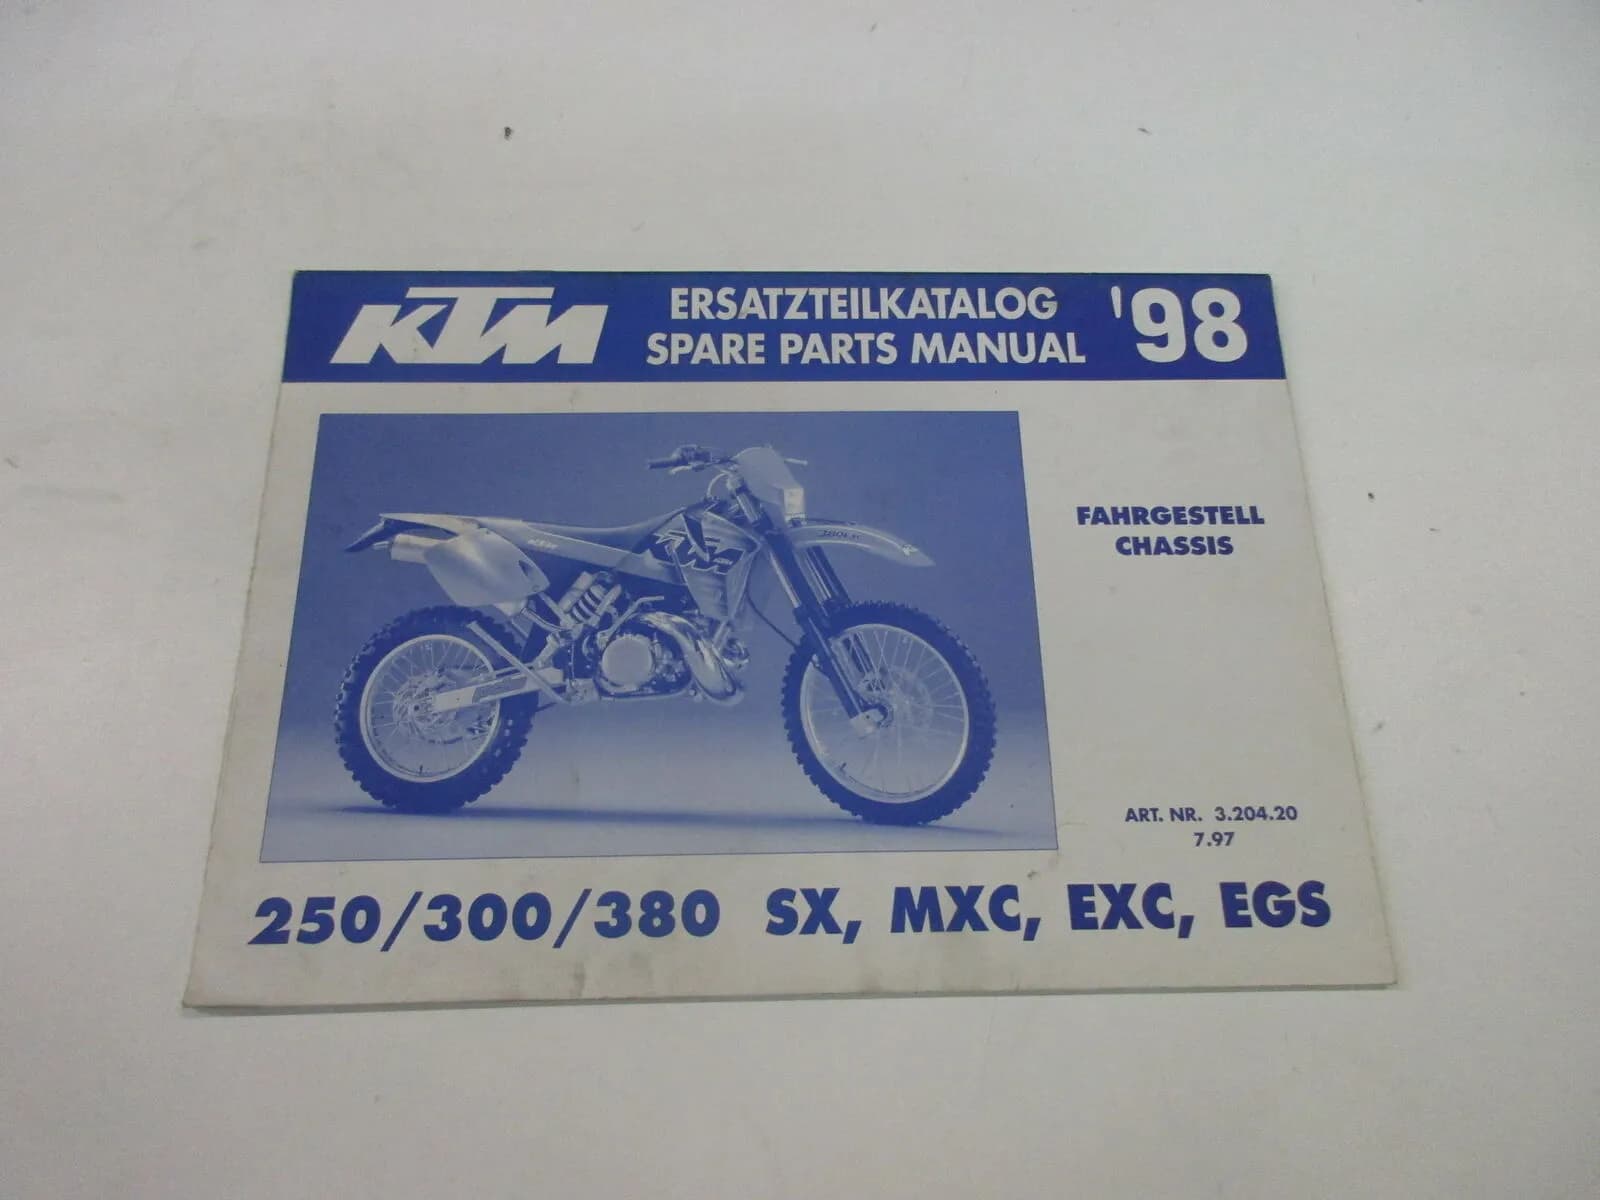 KTM
ERSATZTEILKATALOG
SPARE PARTS MANUAL
'98
FAHRGESTELL
CHASSIS
KTM
ART. NR. 3.204.20
7.97
250/300/380 SX, MXC, EXC, EGS